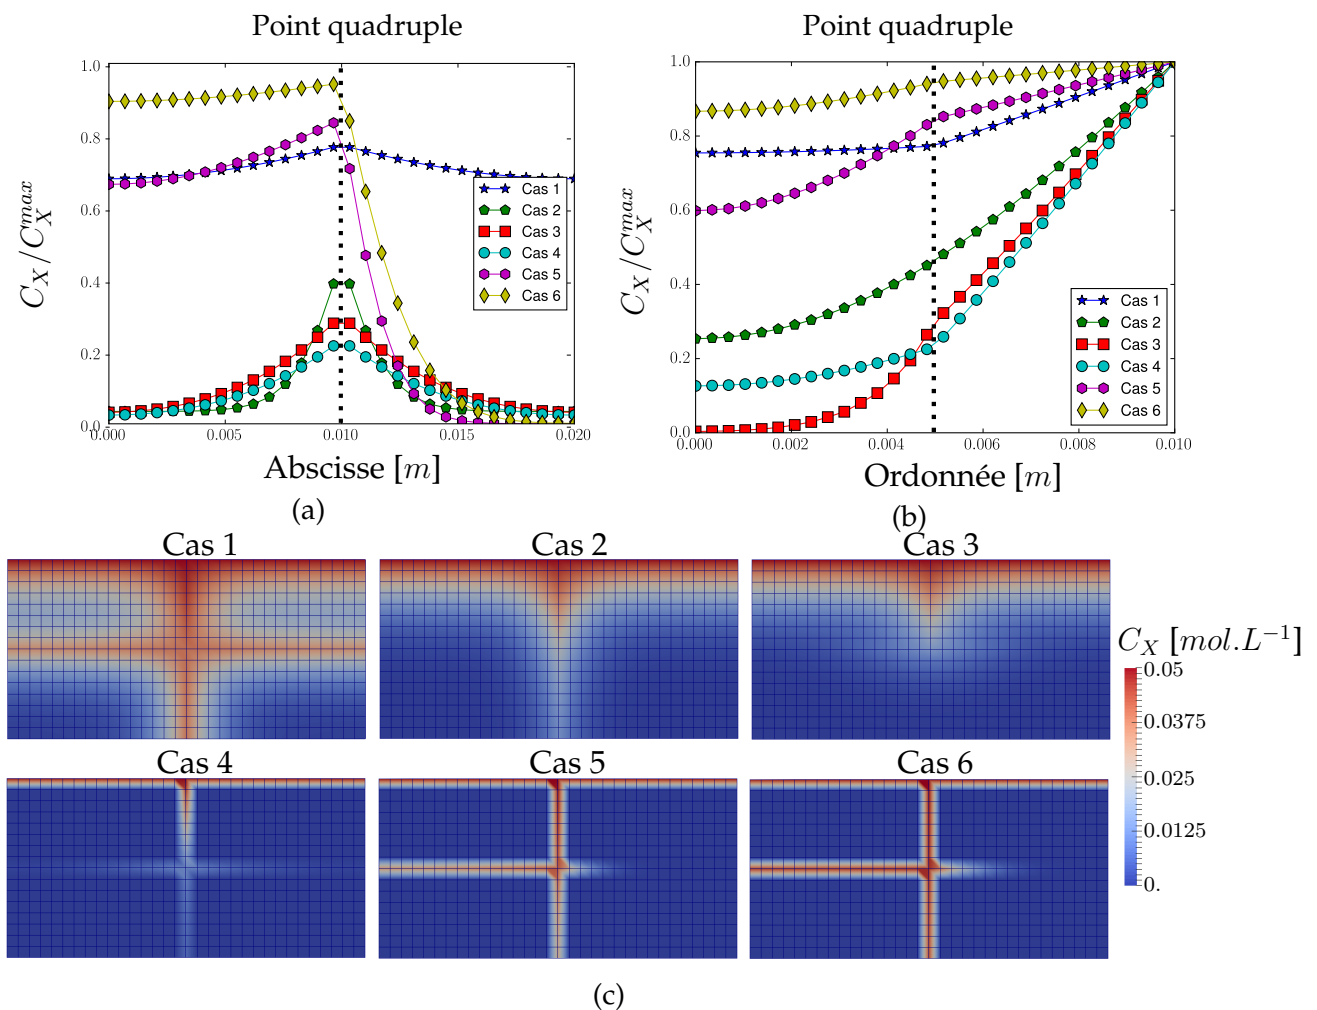 Point quadruple
1.0
0.8
0.6
0.4
0.2
0.0
0.000
0.005
0.010
0.015
0.020
C_X/C_X^{max}
Abscisse [m]
Cas 1
Cas 2
Cas 3
Cas 4
Cas 5
Cas 6
(a)
Point quadruple
1.0
0.8
0.6
0.4
0.2
0.0
0.000
0.002
0.004
0.006
0.008
0.010
C_X/C_X^{max}
Ordonnée [m]
Cas 1
Cas 2
Cas 3
Cas 4
Cas 5
Cas 6
(b)
Cas 1
Cas 2
Cas 3
Cas 4
Cas 5
Cas 6
C_X [mol.L^{-1}]
0.05
0.0375
0.025
0.0125
0.
(c)